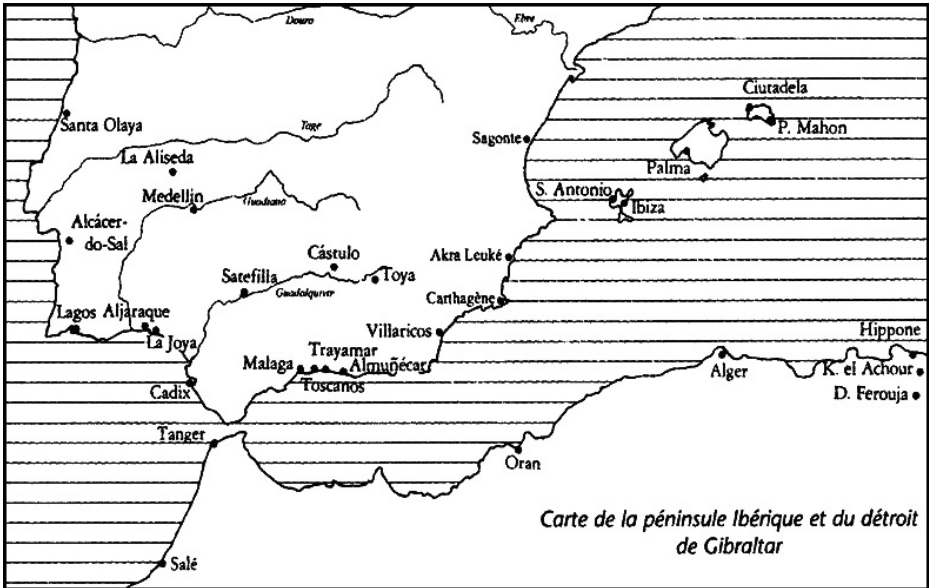 Douro
Ebre
Ciutadela
Santa Olaya
P. Mahon
Tage
Sagonte
La Aliseda
Palma
Medellin
S. Antonio
Guadiana
Ibiza
Alcácer-
do-Sal
Cástulo
Akra Leuké
Satefilla
Toya
Guadalquivir
Carthagène
Lagos
Aljaraque
Villaricos
Hippone
La Joya
Trayamar
Malaga
Almuñécar
Alger
K. el Achour
Cadix
Toscanos
D. Ferouja
Tanger
Oran
Carte de la péninsule Ibérique et du détroit
de Gibraltar
Salé